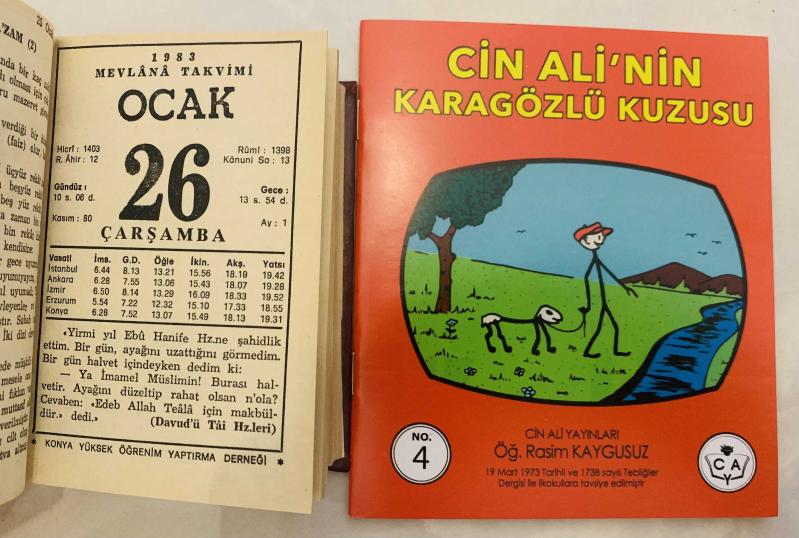 25 Oca
'ZAM (2)
1983
MEVLÂNÂ TAKVİMİ
OCAK
Hicrî : 1403
R. Âhir : 12
Rûmî : 1398
Kânuni Sa : 13
26
Gündüz :
10 s. 06 d.
Gece :
13 s. 54 d.
Kasım : 80
Ay : 1
ÇARŞAMBA
Vasatî İms. G.D. Öğle İkin. Akş. Yatsı
İstanbul 6.44 8.13 13.21 15.56 18.19 19.42
Ankara 6.28 7.55 13.06 15.43 18.07 19.28
İzmir 6.50 8.14 13.29 16.09 18.33 19.52
Erzurum 5.54 7.22 12.32 15.10 17.33 18.55
Konya 6.28 7.52 13.07 15.49 18.13 19.31
«Yirmi yıl Ebû Hanife Hz.ne şahidlik
ettim. Bir gün, ayağını uzattığını görmedim.
Bir gün halvet içindeyken dedim ki:
— Ya İmamel Müslimin! Burası hal-
vetir. Ayağını düzeltip rahat olsan n'ola?
Cevaben: «Edeb Allah Teâlâ için makbül-
dür.» dedi.» (Davud'ü Tâi Hz.leri)
* KONYA YÜKSEK ÖĞRENİM YAPTIRMA DERNEĞİ *
CİN ALİ'NİN
KARAGÖZLÜ KUZUSU
NO.
4
CİN ALİ YAYINLARI
Öğ. Rasim KAYGUSUZ
19 Mart 1973 Tarihli ve 1738 sayılı Tebliğler
Dergisi ile ilkokullara tavsiye edilmiştir
C A
Y